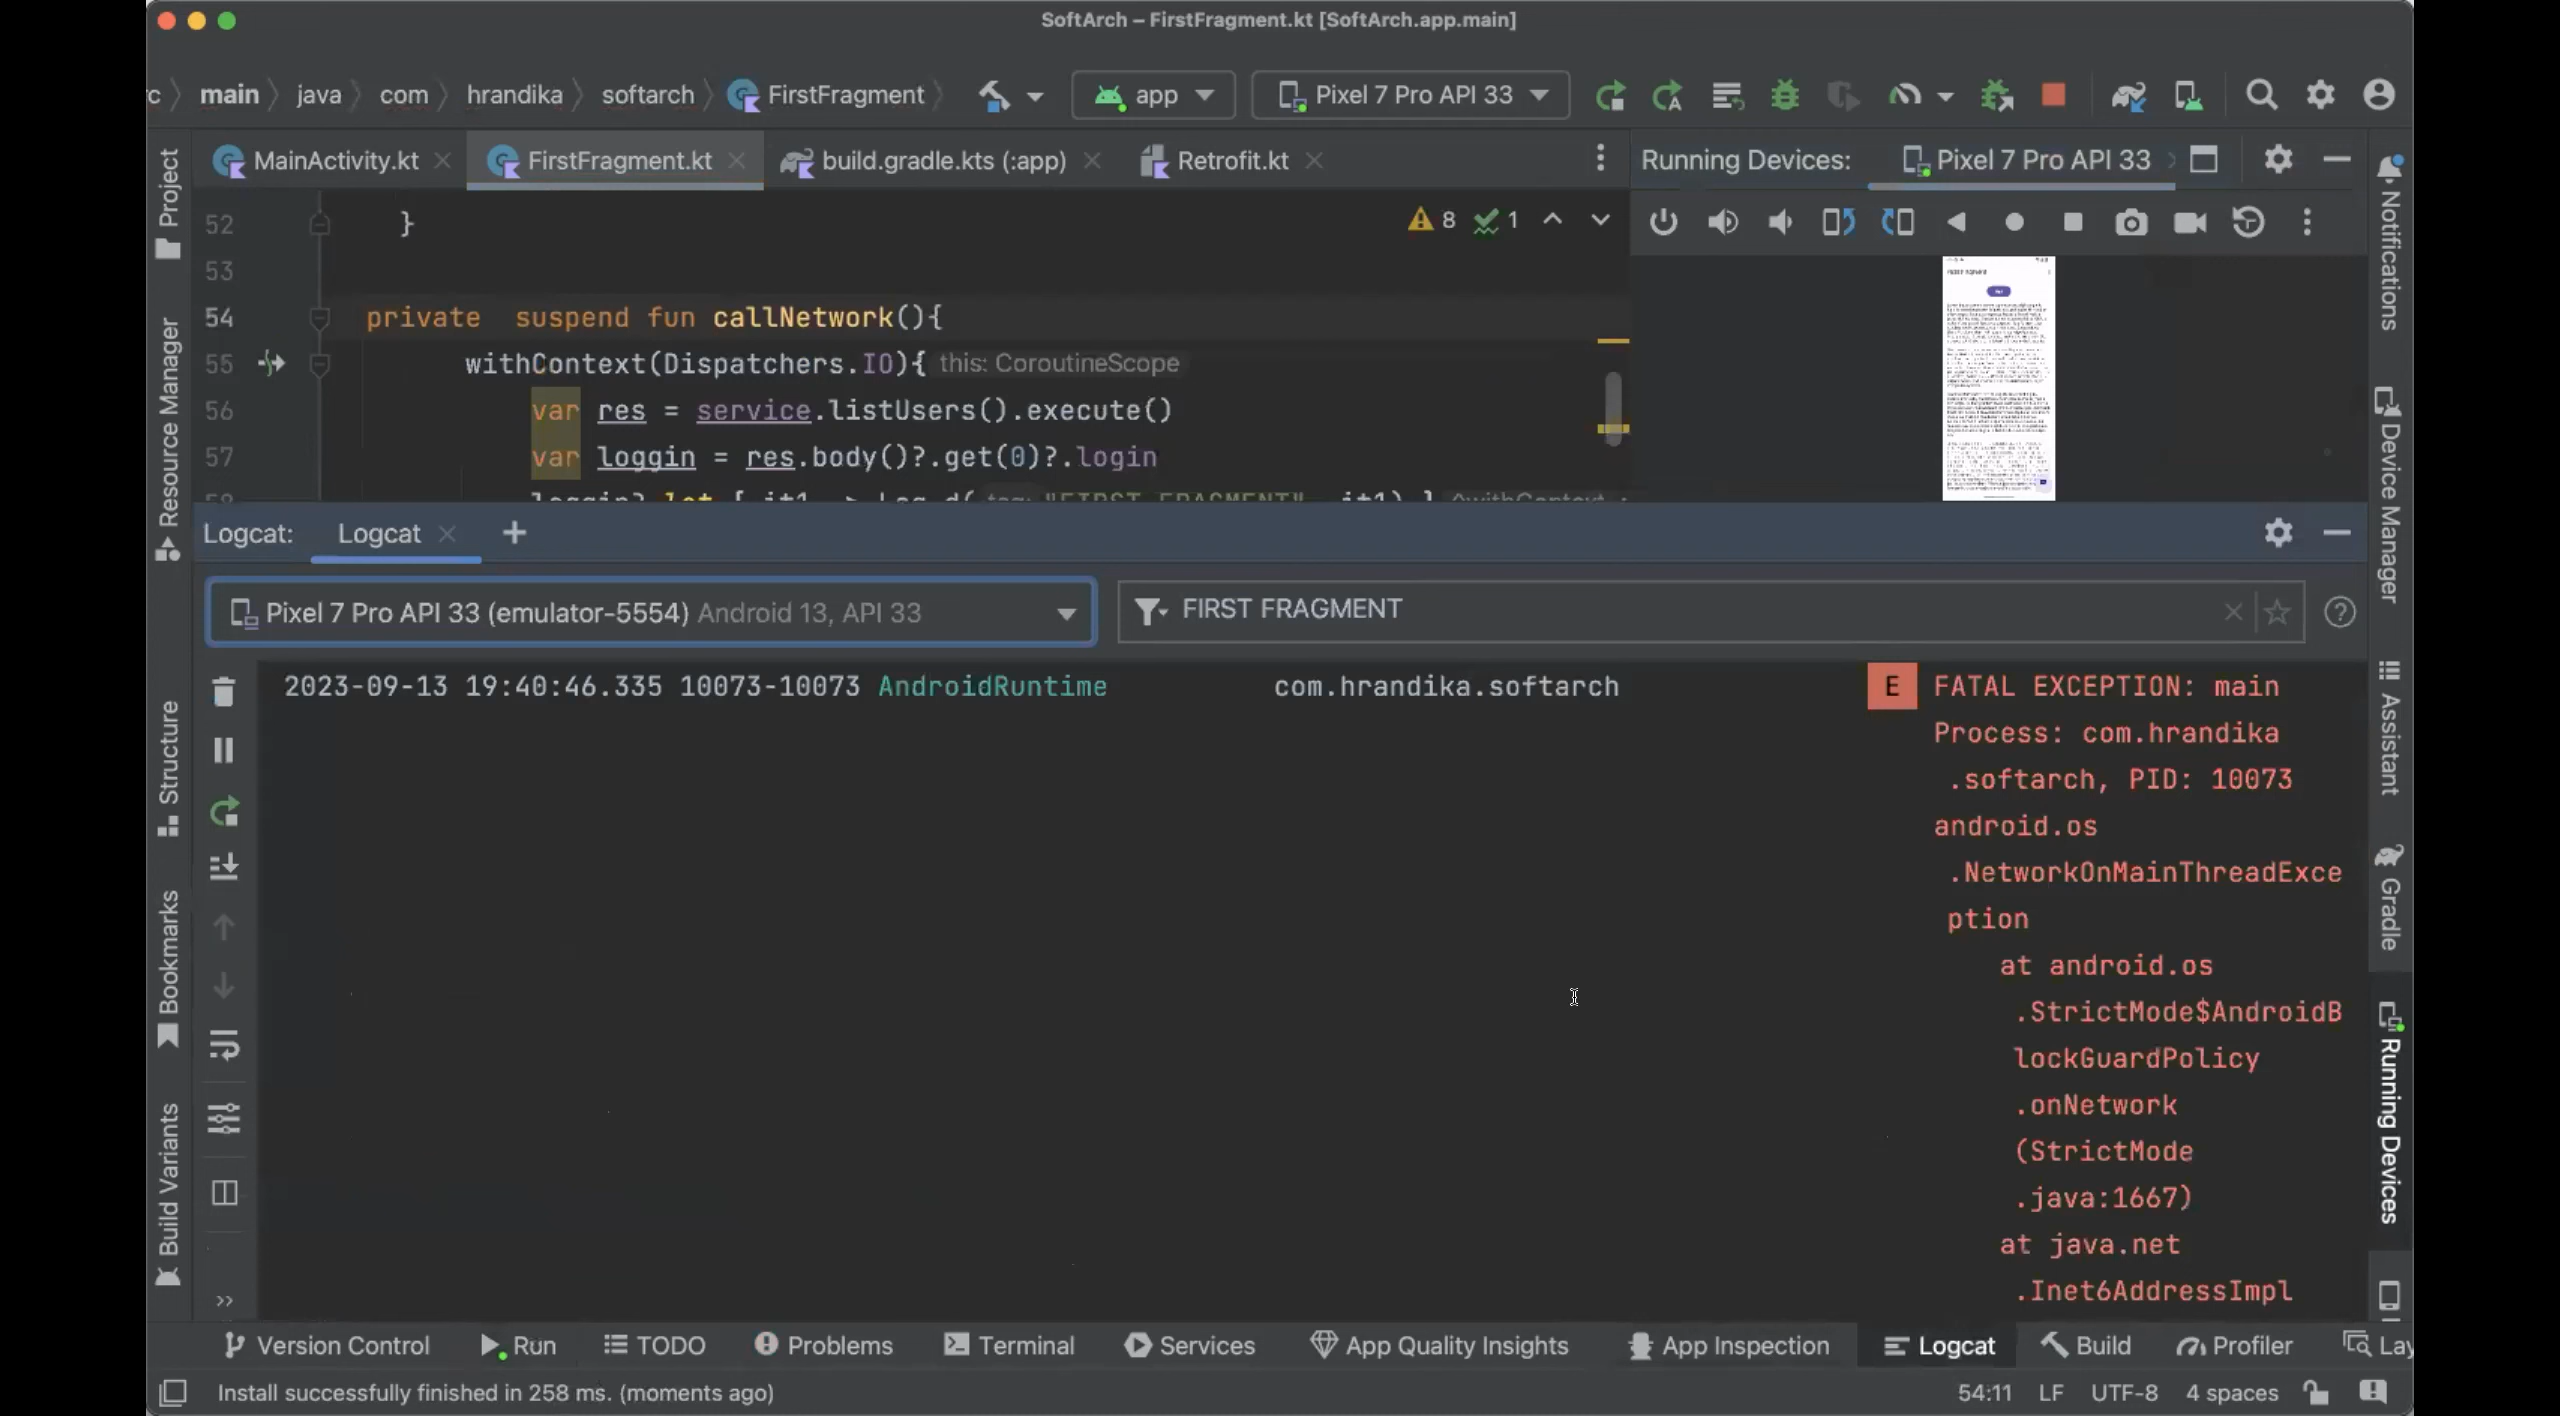 SoftArch – FirstFragment.kt [SoftArch.app.main]
c main java com hrandika softarch FirstFragment app Pixel 7 Pro API 33
MainActivity.kt FirstFragment.kt build.gradle.kts (:app) Retrofit.kt Running Devices: Pixel 7 Pro API 33
52 } 8 1
53
54 private suspend fun callNetwork(){
55 withContext(Dispatchers.IO){ this: CoroutineScope
56 var res = service.listUsers().execute()
57 var loggin = res.body()?.get(0)?.login
Logcat: Logcat
Pixel 7 Pro API 33 (emulator-5554) Android 13, API 33 FIRST FRAGMENT
2023-09-13 19:40:46.335 10073-10073 AndroidRuntime com.hrandika.softarch E FATAL EXCEPTION: main
Process: com.hrandika
.softarch, PID: 10073
android.os
.NetworkOnMainThreadExce
ption
at android.os
.StrictMode$AndroidB
lockGuardPolicy
.onNetwork
(StrictMode
.java:1667)
at java.net
.Inet6AddressImpl
Project
Resource Manager
Structure
Bookmarks
Build Variants
Notifications
Device Manager
Assistant
Gradle
Running Devices
Version Control Run TODO Problems Terminal Services App Quality Insights App Inspection Logcat Build Profiler Lay
Install successfully finished in 258 ms. (moments ago) 54:11 LF UTF-8 4 spaces